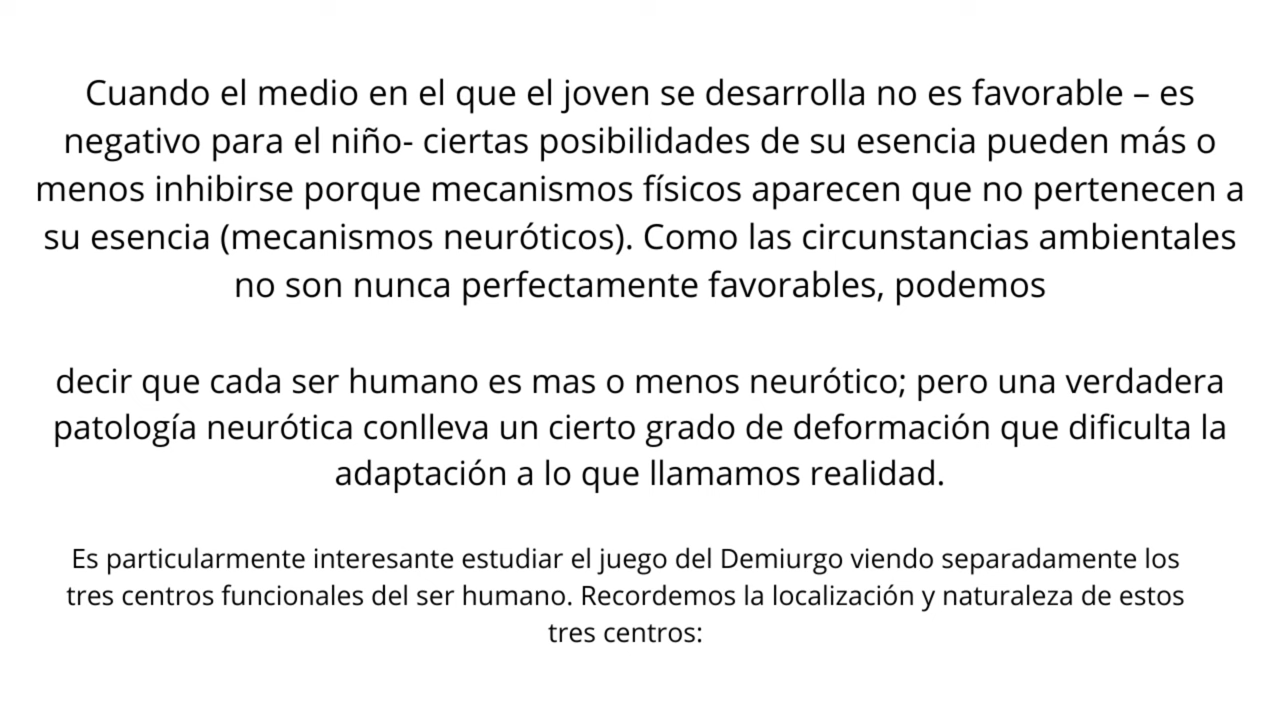 Cuando el medio en el que el joven se desarrolla no es favorable – es
negativo para el niño- ciertas posibilidades de su esencia pueden más o
menos inhibirse porque mecanismos físicos aparecen que no pertenecen a
su esencia (mecanismos neuróticos). Como las circunstancias ambientales
no son nunca perfectamente favorables, podemos
decir que cada ser humano es mas o menos neurótico; pero una verdadera
patología neurótica conlleva un cierto grado de deformación que dificulta la
adaptación a lo que llamamos realidad.
Es particularmente interesante estudiar el juego del Demiurgo viendo separadamente los
tres centros funcionales del ser humano. Recordemos la localización y naturaleza de estos
tres centros: